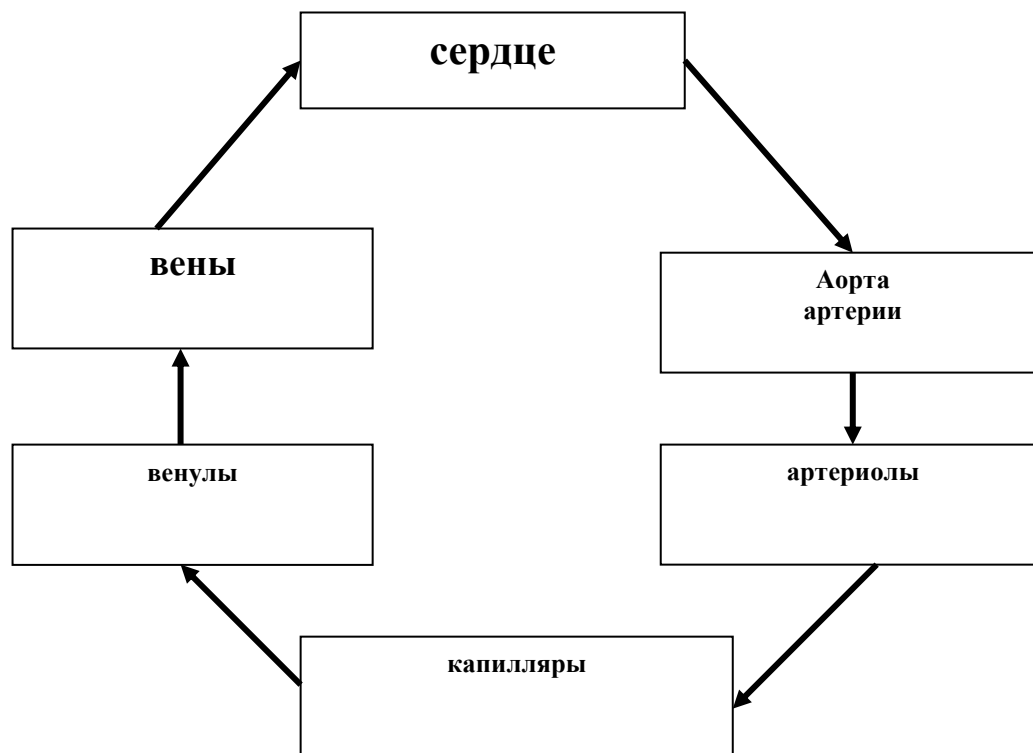 сердце
вены
Аорта
артерии
венулы
артериолы
капилляры